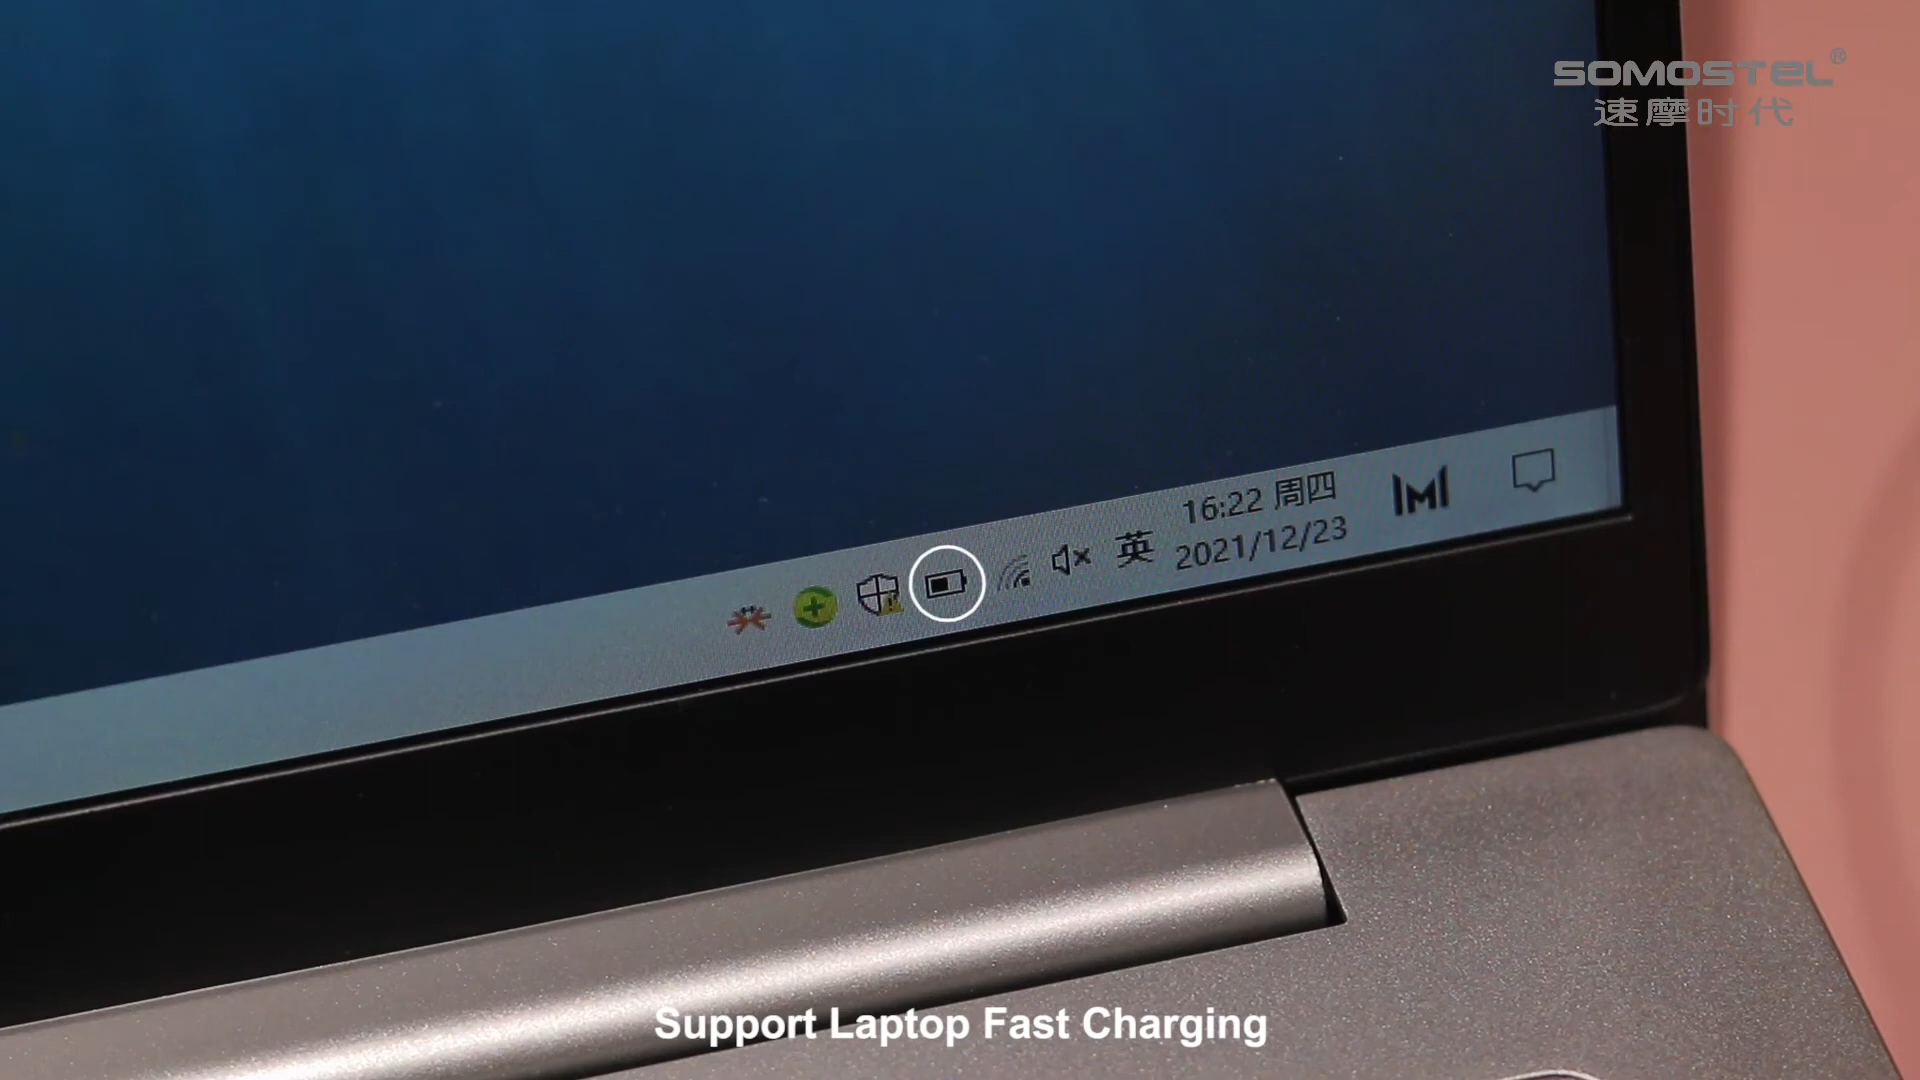 SOMOSTEL®
速摩时代
16:22 周四
英
2021/12/23
Support Laptop Fast Charging